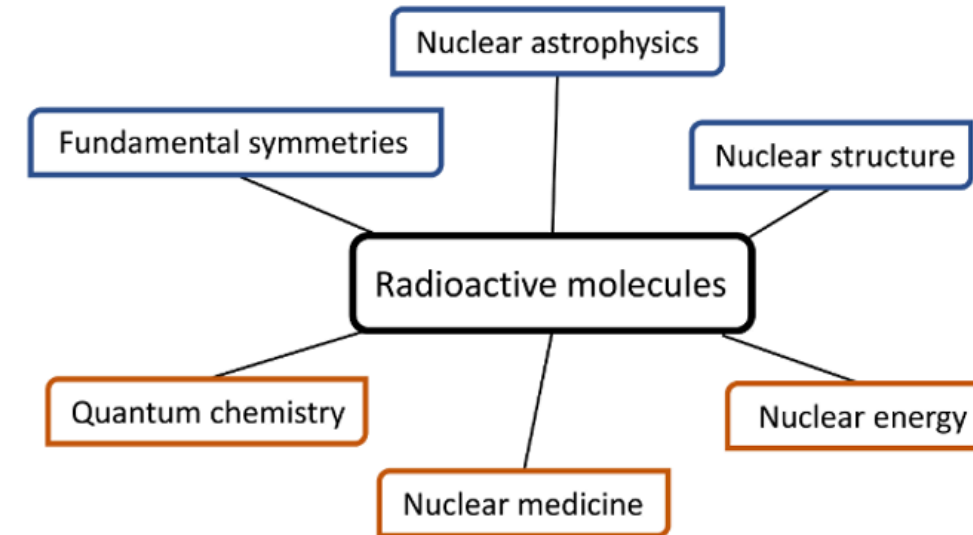 Nuclear astrophysics
Fundamental symmetries
Nuclear structure
Radioactive molecules
Quantum chemistry
Nuclear energy
Nuclear medicine